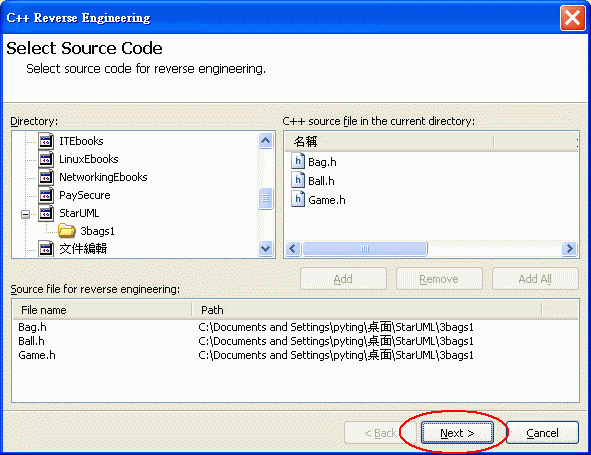 C++ Reverse Engineering
Select Source Code
Select source code for reverse engineering.
Directory:
ITEbooks
LinuxEbooks
NetworkingEbooks
PaySecure
StarUML
3bags1
文件編輯
C++ source file in the current directory:
名稱
Bag.h
Ball.h
Game.h
Add Remove Add All
Source file for reverse engineering:
File name Path
Bag.h C:\Documents and Settings\pyting\桌面\StarUML\3bags1
Ball.h C:\Documents and Settings\pyting\桌面\StarUML\3bags1
Game.h C:\Documents and Settings\pyting\桌面\StarUML\3bags1
< Back Next > Cancel